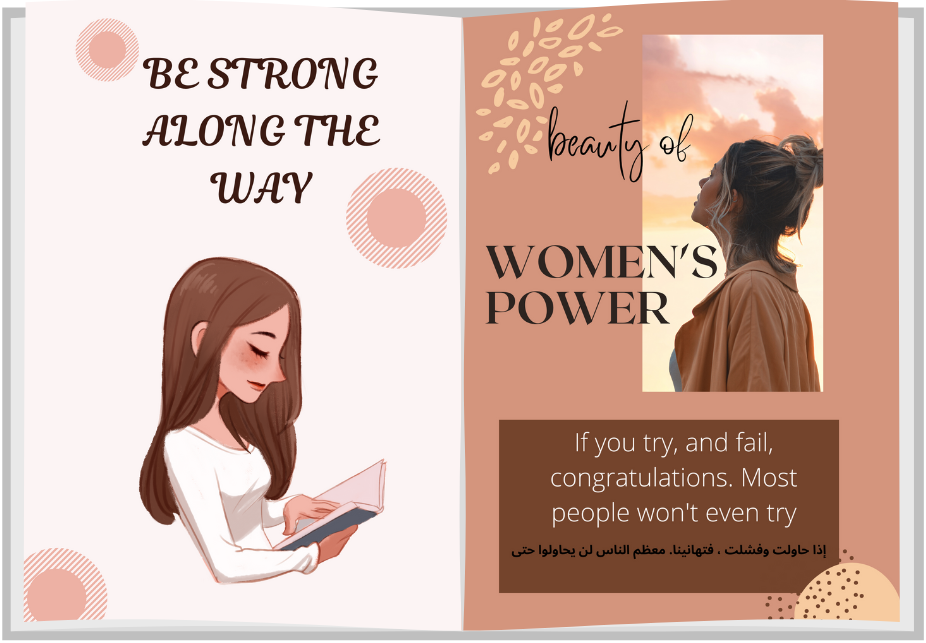 BE STRONG
ALONG THE
WAY
beauty of
WOMEN'S
POWER
If you try, and fail,
congratulations. Most
people won't even try
إذا حاولت وفشلت ، فتهانينا. معظم الناس لن يحاولوا حتى